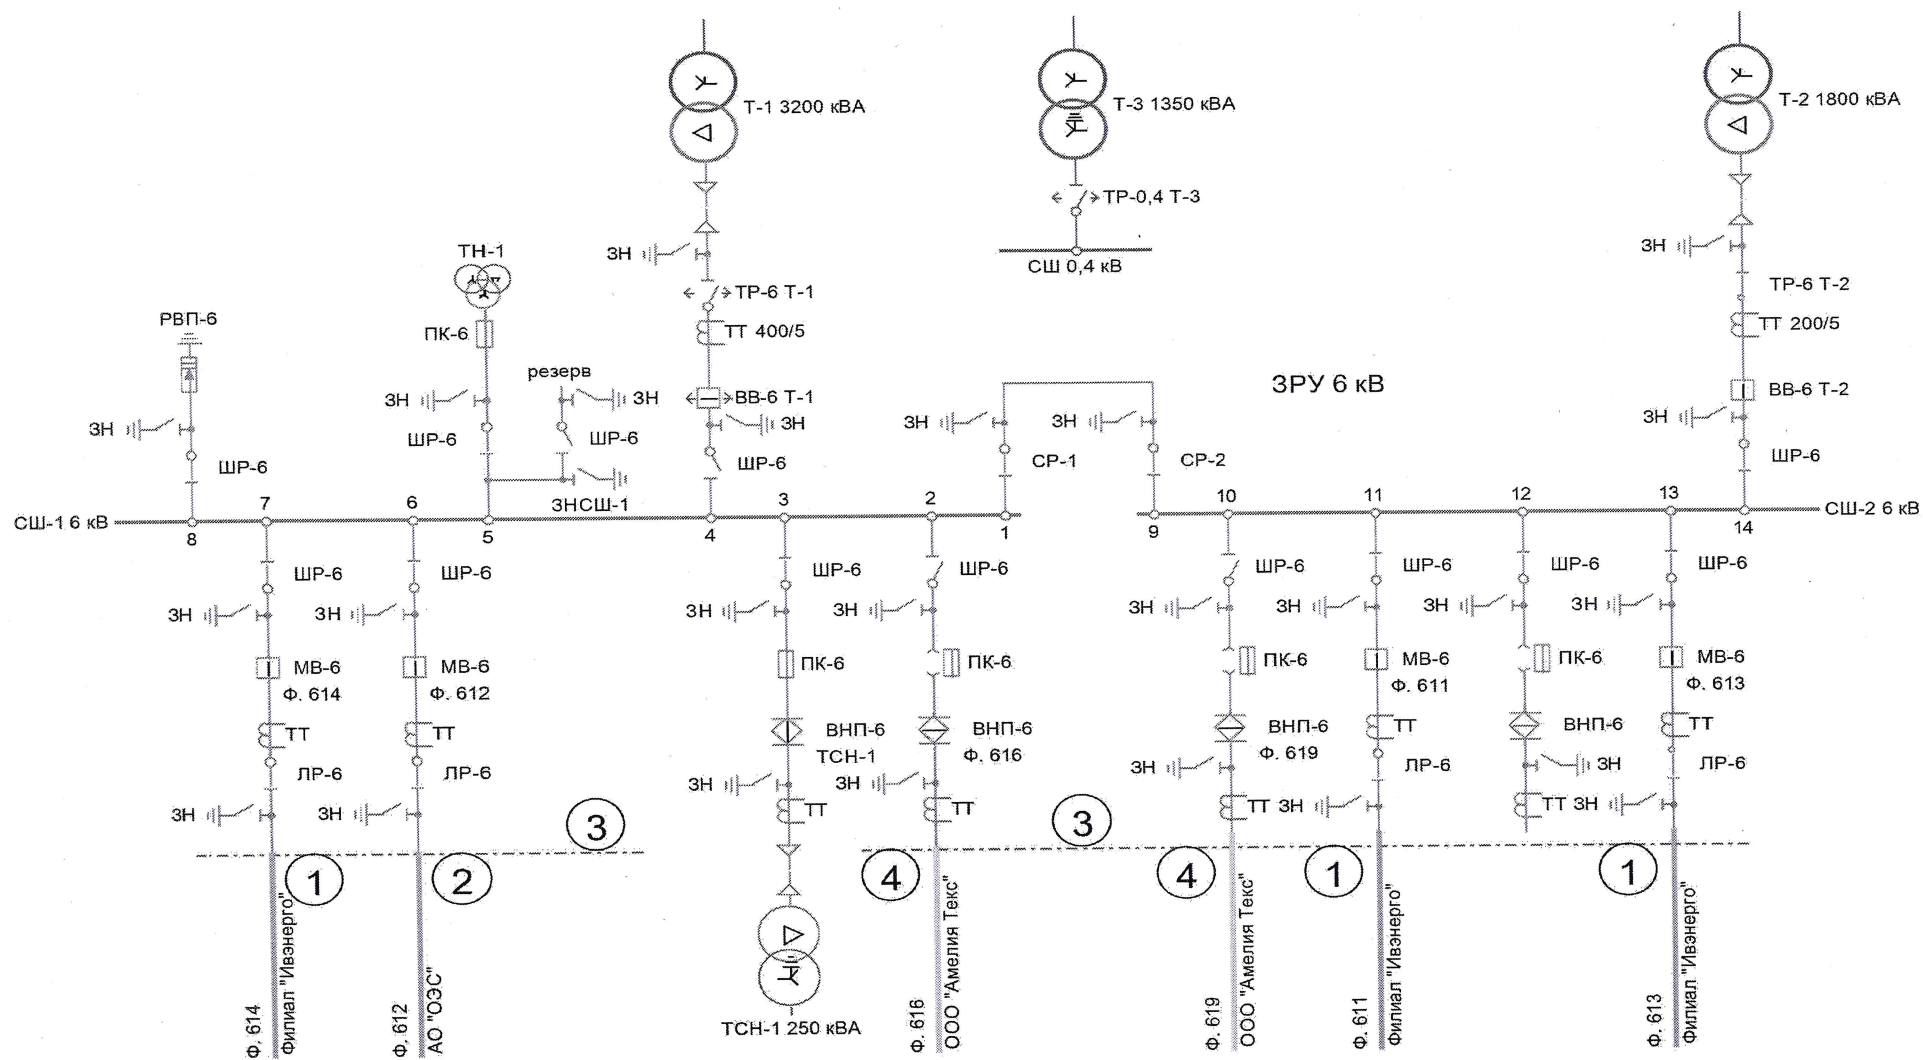 Т-1 3200 кВА
Т-3 1350 кВА
Т-2 1800 кВА
ТР-0,4 Т-3
СШ 0,4 кВ
ТН-1
ЗН
ЗН
РВП-6
ПК-6
ТР-6 Т-1
ТР-6 Т-2
ТТ 400/5
ТТ 200/5
резерв
ЗРУ 6 кВ
ЗН
ЗН
ВВ-6 Т-1
ВВ-6 Т-2
ЗН
ЗН
ЗН
ЗН
ЗН
ШР-6
ШР-6
ШР-6
ШР-6
СР-1
СР-2
ШР-6
ЗНСШ-1
СШ-1 6 кВ
7
6
3
2
10
11
12
13
СШ-2 6 кВ
8
5
4
1
9
14
ШР-6
ШР-6
ШР-6
ШР-6
ШР-6
ШР-6
ШР-6
ШР-6
ЗН
ЗН
ЗН
ЗН
ЗН
ЗН
ЗН
ЗН
МВ-6
МВ-6
ПК-6
ПК-6
ПК-6
МВ-6
ПК-6
МВ-6
Ф. 614
Ф. 612
Ф. 611
Ф. 613
ТТ
ТТ
ВНП-6
ВНП-6
ВНП-6
ТТ
ВНП-6
ТТ
ТСН-1
Ф. 616
Ф. 619
ЛР-6
ЛР-6
ЗН
ЗН
ЗН
ЛР-6
ЗН
ЛР-6
ЗН
ЗН
ТТ
ТТ
ТТ
ЗН
ТТ
ЗН
3
3
1
2
4
4
1
1
Ф. 614
Филиал "Ивэнерго"
Ф. 612
АО "ОЭС"
ТСН-1 250 кВА
Ф. 616
ООО "Амелия Текс"
Ф. 619
ООО "Амелия Текс"
Ф. 611
Филиал "Ивэнерго"
Ф. 613
Филиал "Ивэнерго"